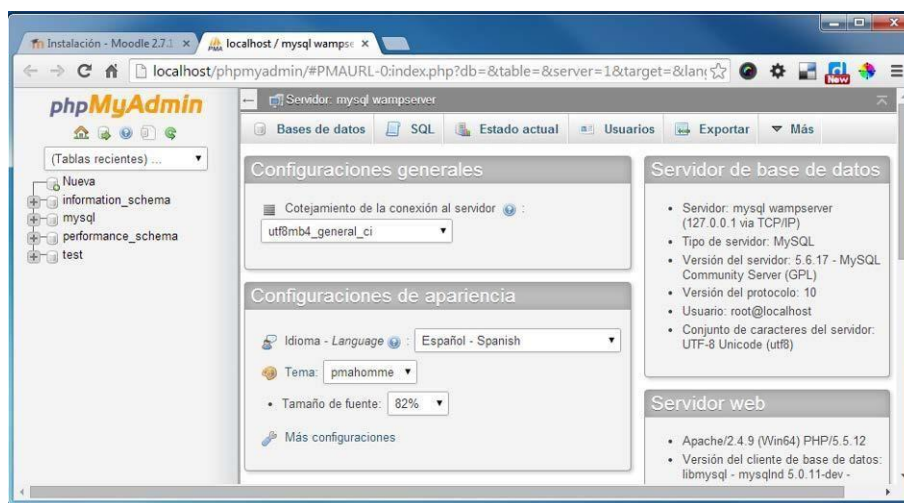 Instalación - Moodle 2.7.1
localhost / mysql wampse
localhost/phpmyadmin/#PMAURL-0:index.php?db=&table=&server=1&target=&lan
New
phpMyAdmin
(Tablas recientes) ...
Nueva
information_schema
mysql
performance_schema
test
Servidor: mysql wampserver
Bases de datos
SQL
Estado actual
Usuarios
Exportar
Más
Configuraciones generales
Cotejamiento de la conexión al servidor :
utf8mb4_general_ci
Configuraciones de apariencia
Idioma - Language : Español - Spanish
Tema: pmahomme
• Tamaño de fuente: 82%
Más configuraciones
Servidor de base de datos
• Servidor: mysql wampserver
(127.0.0.1 via TCP/IP)
• Tipo de servidor: MySQL
• Versión del servidor: 5.6.17 - MySQL
Community Server (GPL)
• Versión del protocolo: 10
• Usuario: root@localhost
• Conjunto de caracteres del servidor:
UTF-8 Unicode (utf8)
Servidor web
• Apache/2.4.9 (Win64) PHP/5.5.12
• Versión del cliente de base de datos:
libmysql - mysqlnd 5.0.11-dev -